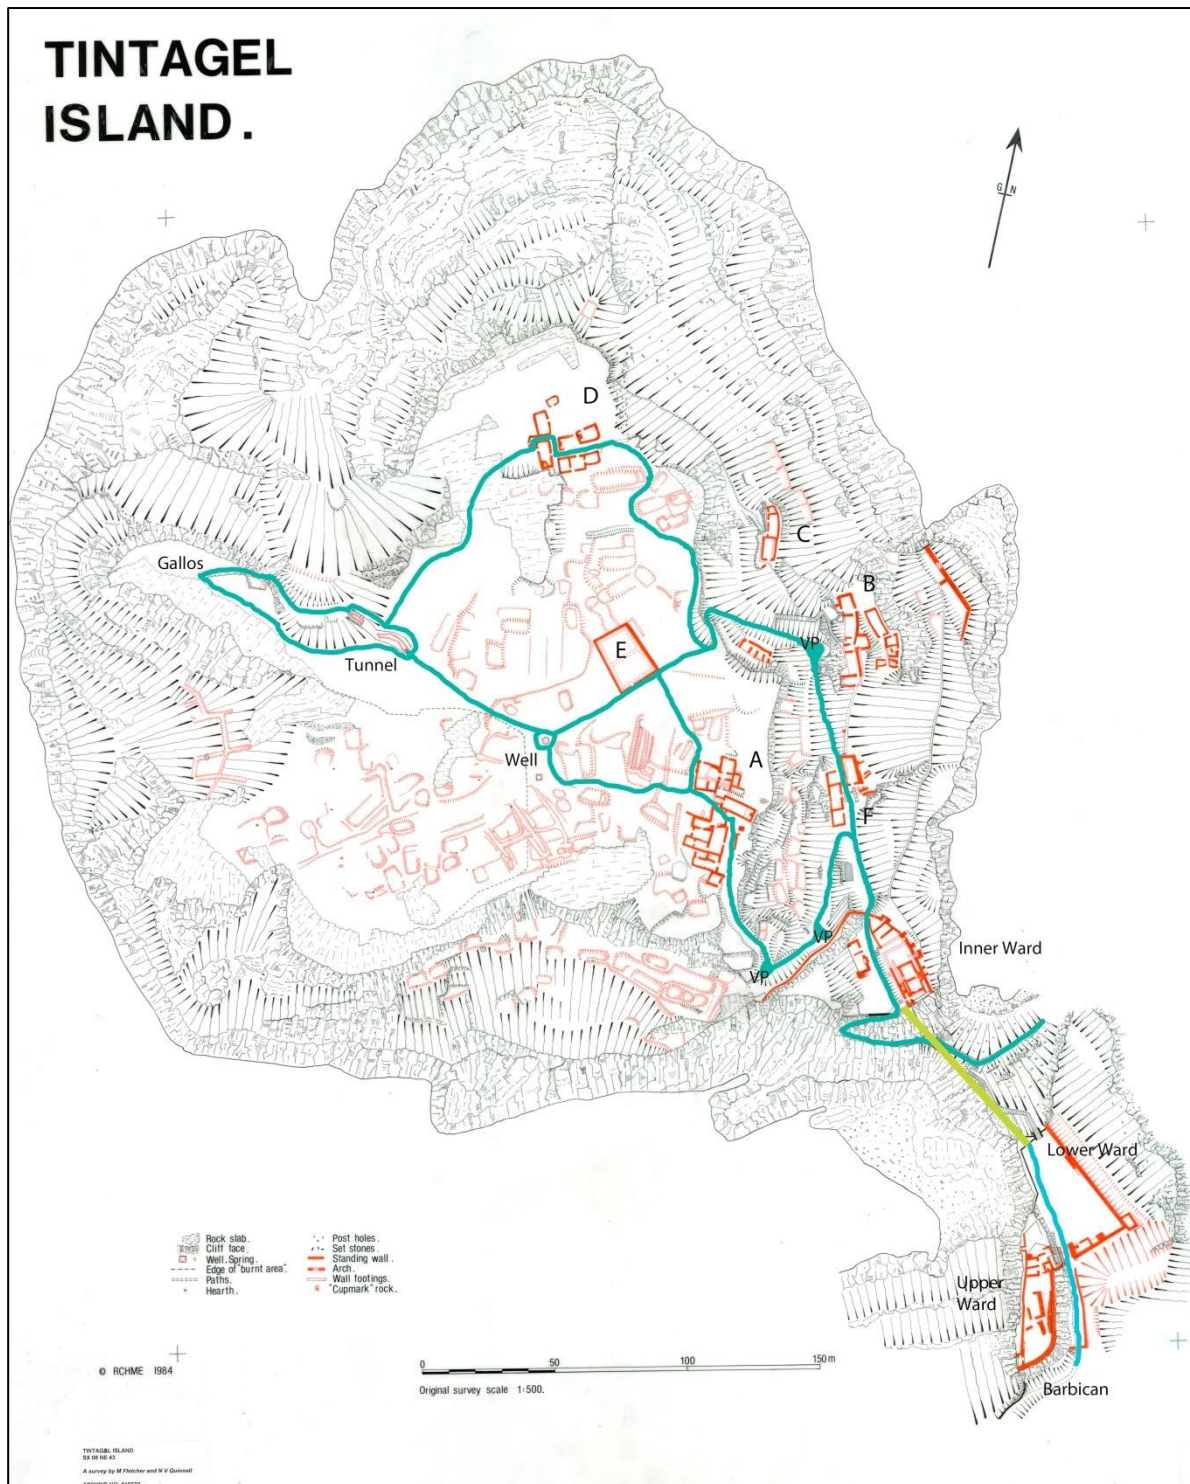 TINTAGEL
ISLAND.
G N
D
Gallos
C
B
Tunnel
E
VP
Well
A
F
VP
VP
Inner Ward
Lower Ward
Upper
Ward
Barbican
Rock slab.
Cliff face.
Well. Spring.
Edge of "burnt area".
Paths.
Hearth.
Post holes.
Set stones.
Standing wall.
Arch.
Wall footings.
"Cupmark" rock.
© RCHME 1984
0 50 100 150 m
Original survey scale 1:500.
TINTAGEL ISLAND
SX 08 NE 43
A survey by M Fletcher and N V Quinnell